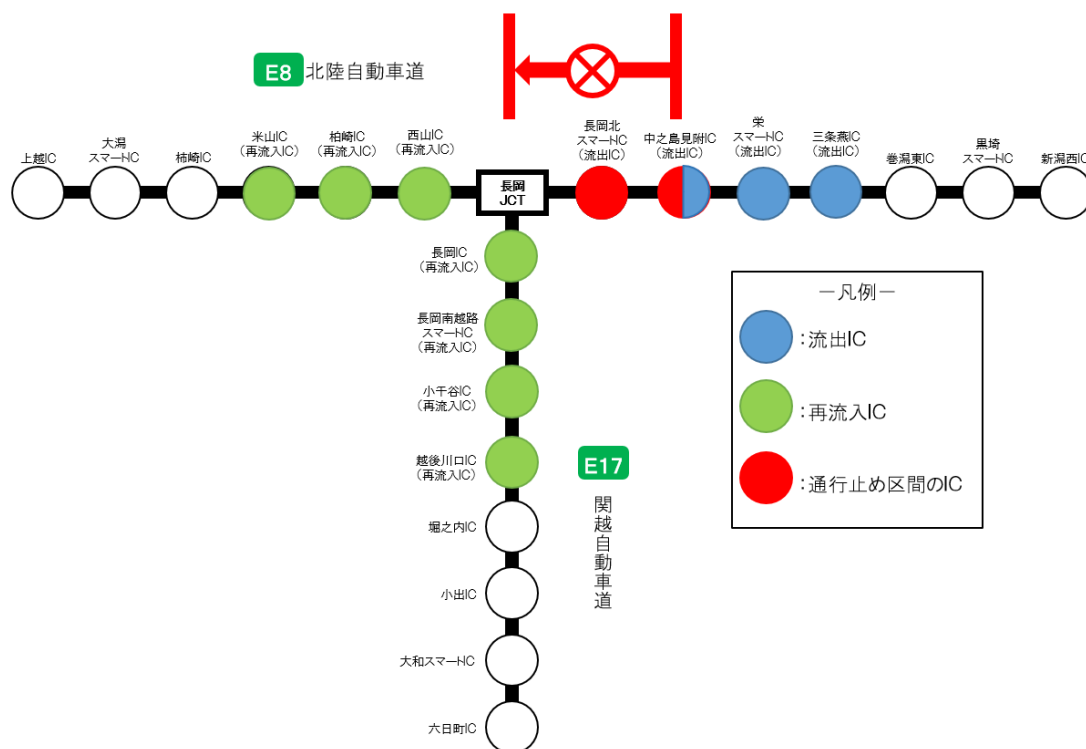 E8 北陸自動車道
上越IC
大潟
スマートIC
柿崎IC
米山IC
(再流入IC)
柏崎IC
(再流入IC)
西山IC
(再流入IC)
長岡
JCT
長岡北
スマートIC
(流出IC)
中之島見附IC
(流出IC)
栄
スマートIC
(流出IC)
三条燕IC
(流出IC)
巻潟東IC
黒埼
スマートIC
新潟西IC
長岡IC
(再流入IC)
長岡南越路
スマートIC
(再流入IC)
小千谷IC
(再流入IC)
越後川口IC
(再流入IC)
堀之内IC
小出IC
大和スマートIC
六日町IC
E17
関越自動車道
－凡例－
:流出IC
:再流入IC
:通行止め区間のIC